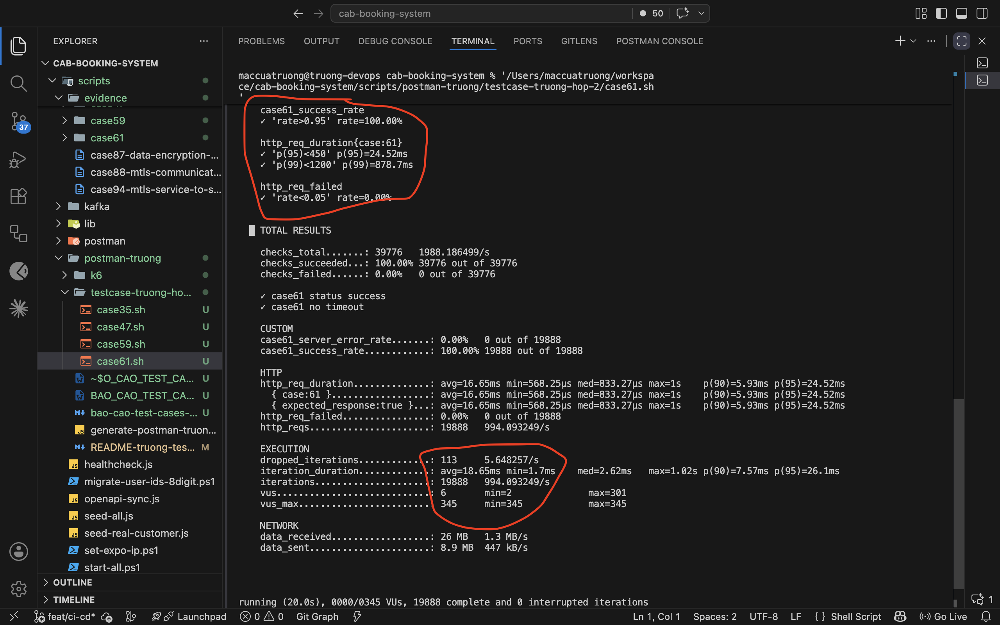 cab-booking-system
50
EXPLORER
CAB-BOOKING-SYSTEM
scripts
evidence
case59
case61
case87-data-encryption-...
case88-mtls-communicat...
case94-mtls-service-to-s...
kafka
lib
postman
postman-truong
k6
testcase-truong-ho...
case35.sh U
case47.sh U
case59.sh U
case61.sh U
~$O_CAO_TEST_CA... U
BAO_CAO_TEST_CA... U
bao-cao-test-cases-... U
generate-postman-truon...
README-truong-tes... M
healthcheck.js
migrate-user-ids-8digit.ps1
openapi-sync.js
seed-all.js
seed-real-customer.js
set-expo-ip.ps1
start-all.ps1
OUTLINE
TIMELINE
37
PROBLEMS OUTPUT DEBUG CONSOLE TERMINAL PORTS GITLENS POSTMAN CONSOLE
maccuatruong@truong-devops cab-booking-system % '/Users/maccuatruong/workspa
ce/cab-booking-system/scripts/postman-truong/testcase-truong-hop-2/case61.sh
'
case61_success_rate
✓ 'rate>0.95' rate=100.00%
http_req_duration{case:61}
✓ 'p(95)<450' p(95)=24.52ms
✓ 'p(99)<1200' p(99)=878.7ms
http_req_failed
✓ 'rate<0.05' rate=0.00%
TOTAL RESULTS
checks_total.......: 39776 1988.186499/s
checks_succeeded...: 100.00% 39776 out of 39776
checks_failed......: 0.00% 0 out of 39776
✓ case61 status success
✓ case61 no timeout
CUSTOM
case61_server_error_rate.......: 0.00% 0 out of 19888
case61_success_rate............: 100.00% 19888 out of 19888
HTTP
http_req_duration..............: avg=16.65ms min=568.25µs med=833.27µs max=1s p(90)=5.93ms p(95)=24.52ms
{ case:61 }..................: avg=16.65ms min=568.25µs med=833.27µs max=1s p(90)=5.93ms p(95)=24.52ms
{ expected_response:true }...: avg=16.65ms min=568.25µs med=833.27µs max=1s p(90)=5.93ms p(95)=24.52ms
http_req_failed................: 0.00% 0 out of 19888
http_reqs......................: 19888 994.093249/s
EXECUTION
dropped_iterations.............: 113 5.648257/s
iteration_duration.............: avg=18.65ms min=1.7ms med=2.62ms max=1.02s p(90)=7.57ms p(95)=26.1ms
iterations.....................: 19888 994.093249/s
vus............................: 6 min=2 max=301
vus_max........................: 345 min=345 max=345
NETWORK
data_received..................: 26 MB 1.3 MB/s
data_sent......................: 8.9 MB 447 kB/s
running (20.0s), 0000/0345 VUs, 19888 complete and 0 interrupted iterations
1
feat/ci-cd* Launchpad 0 0 Git Graph Ln 1, Col 1 Spaces: 2 UTF-8 LF {} Shell Script Go Live